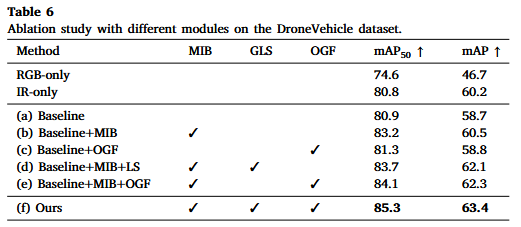 Table 6
Ablation study with different modules on the DroneVehicle dataset.
Method MIB GLS OGF mAP50 ↑ mAP ↑
RGB-only 74.6 46.7
IR-only 80.8 60.2
(a) Baseline 80.9 58.7
(b) Baseline+MIB ✓ 83.2 60.5
(c) Baseline+OGF ✓ 81.3 58.8
(d) Baseline+MIB+LS ✓ ✓ 83.7 62.1
(e) Baseline+MIB+OGF ✓ ✓ 84.1 62.3
(f) Ours ✓ ✓ ✓ 85.3 63.4